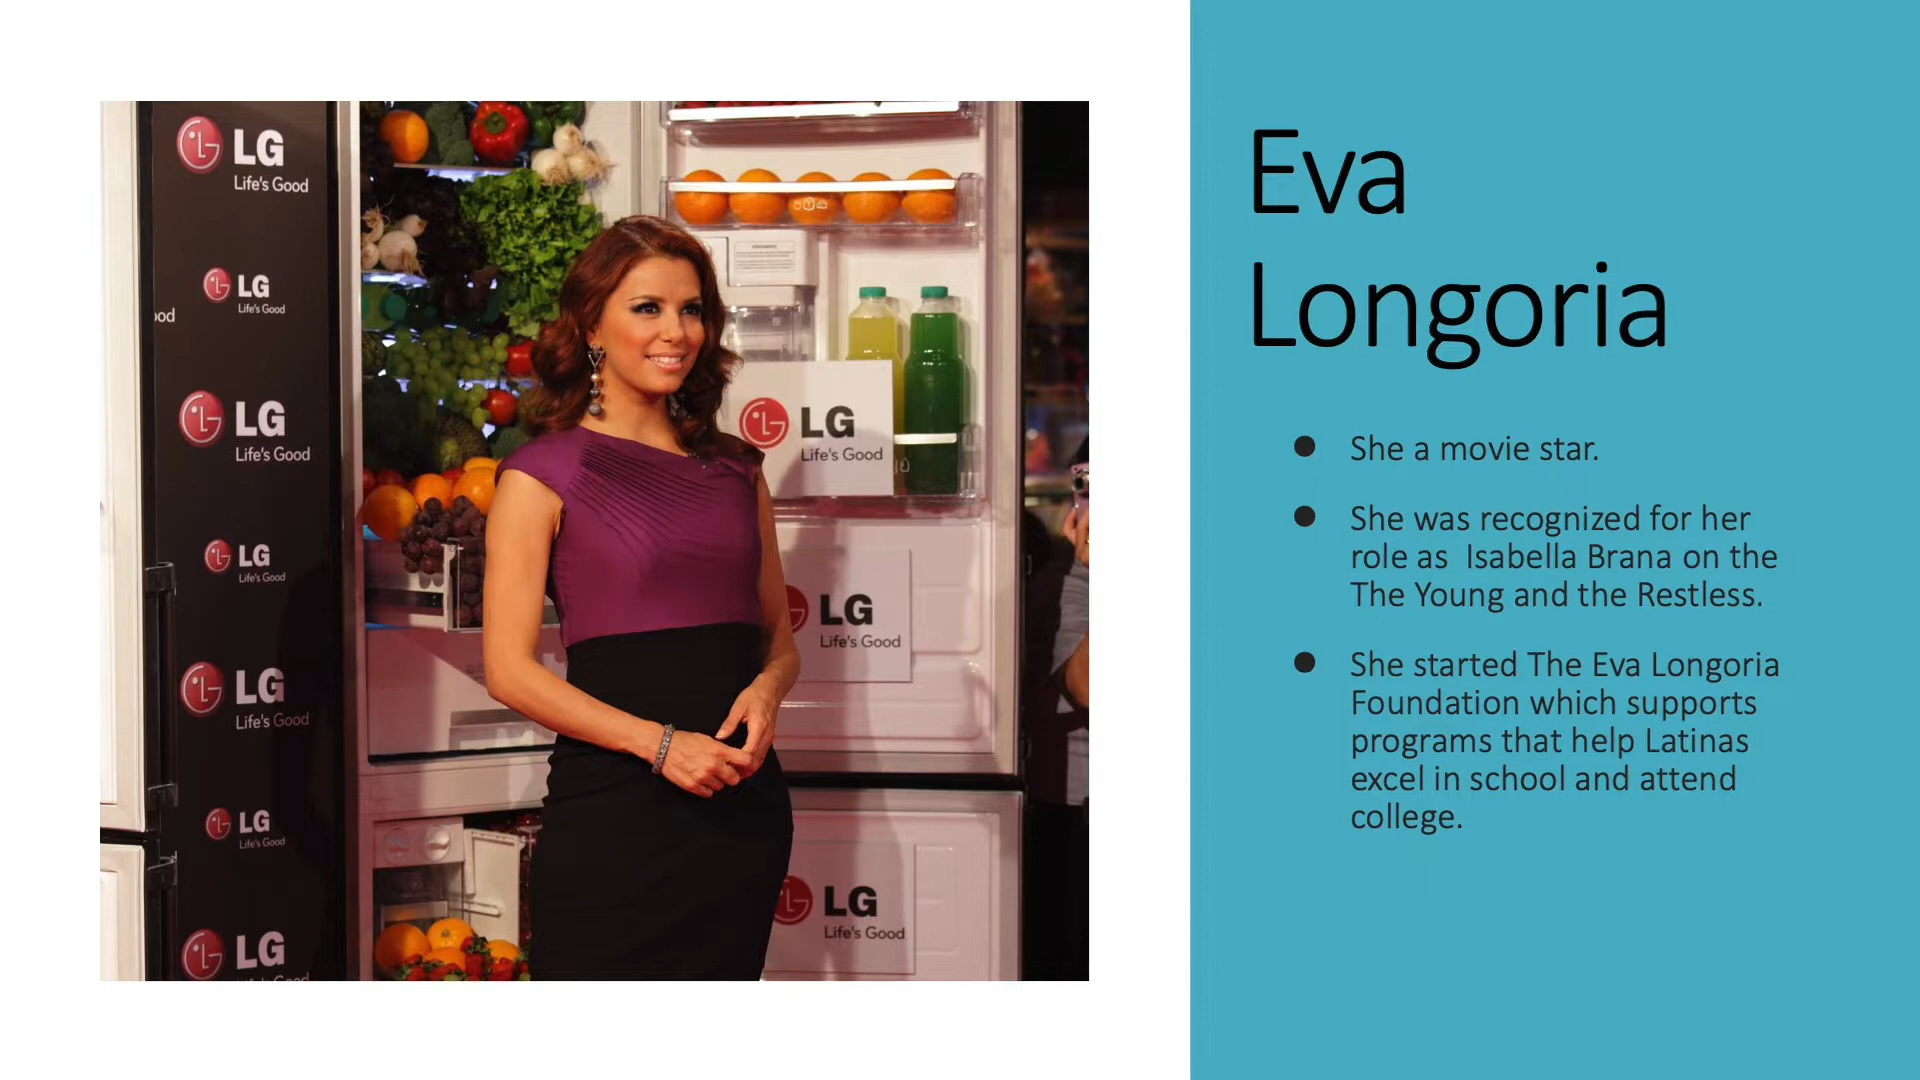 LG
Life's Good
LG
Life's Good
ood
LG
Life's Good
LG
Life's Good
LG
Life's Good
LG
Life's Good
LG
LG
Life's Good
LG
Life's Good
LG
Life's Good
Eva
Longoria
● She a movie star.
● She was recognized for her
role as  Isabella Brana on the
The Young and the Restless.
● She started The Eva Longoria
Foundation which supports
programs that help Latinas
excel in school and attend
college.